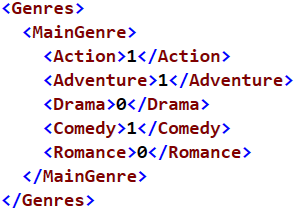 <Genres>
  <MainGenre>
    <Action>1</Action>
    <Adventure>1</Adventure>
    <Drama>0</Drama>
    <Comedy>1</Comedy>
    <Romance>0</Romance>
  </MainGenre>
</Genres>